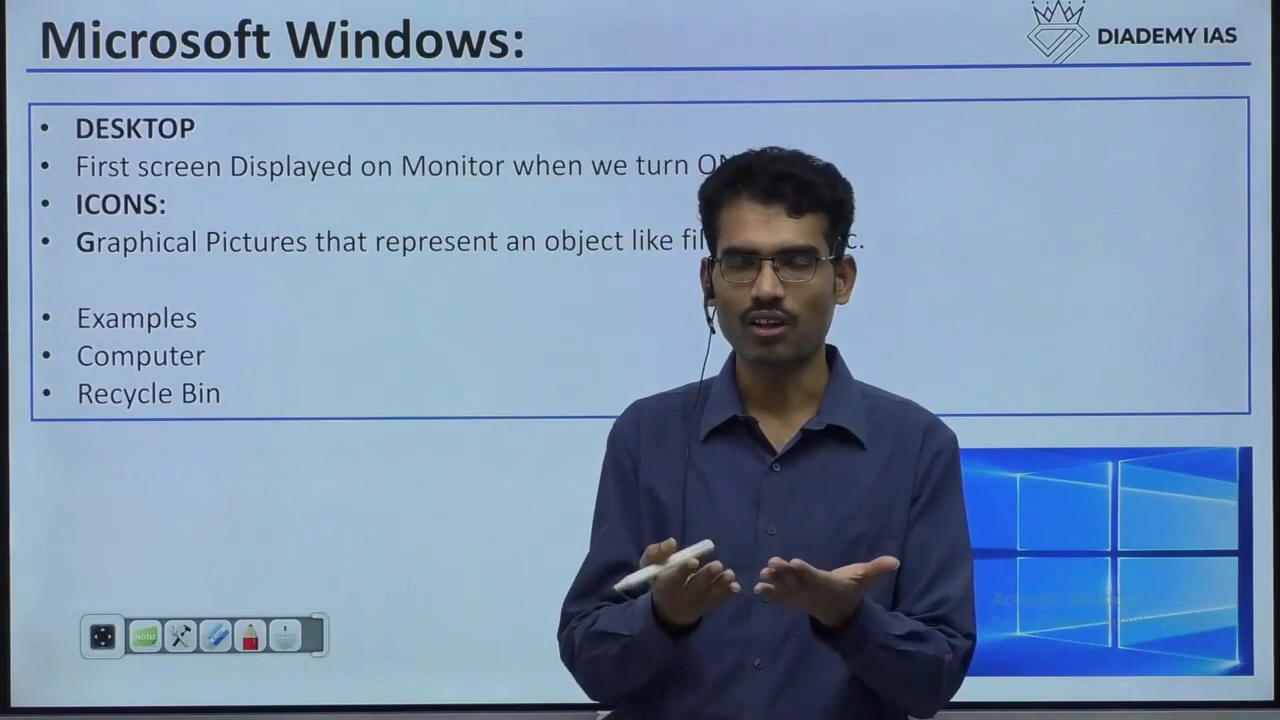 Microsoft Windows:
DIADEMY IAS
• DESKTOP
• First screen Displayed on Monitor when we turn
• ICONS:
• Graphical Pictures that represent an object like
• Examples
• Computer
• Recycle Bin
Note